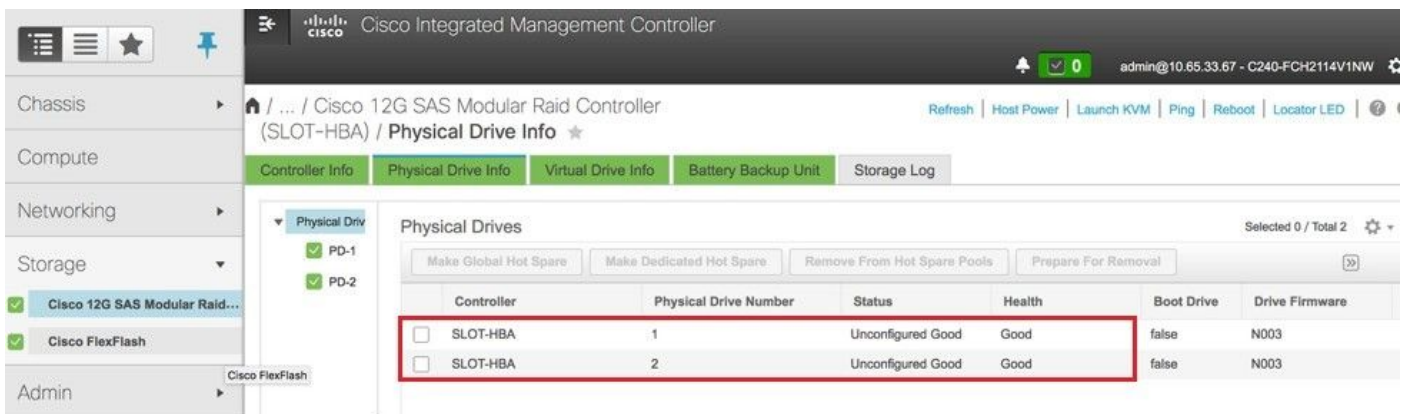 cisco Cisco Integrated Management Controller
0 admin@10.65.33.67 - C240-FCH2114V1NW
Chassis
Compute
Networking
Storage
Cisco 12G SAS Modular Raid...
Cisco FlexFlash
Cisco FlexFlash
Admin
/ ... / Cisco 12G SAS Modular Raid Controller
(SLOT-HBA) / Physical Drive Info
Refresh | Host Power | Launch KVM | Ping | Reboot | Locator LED |
Controller Info Physical Drive Info Virtual Drive Info Battery Backup Unit Storage Log
Physical Driv
PD-1
PD-2
Physical Drives Selected 0 / Total 2
Make Global Hot Spare Make Dedicated Hot Spare Remove From Hot Spare Pools Prepare For Removal
Controller Physical Drive Number Status Health Boot Drive Drive Firmware
SLOT-HBA 1 Unconfigured Good Good false N003
SLOT-HBA 2 Unconfigured Good Good false N003